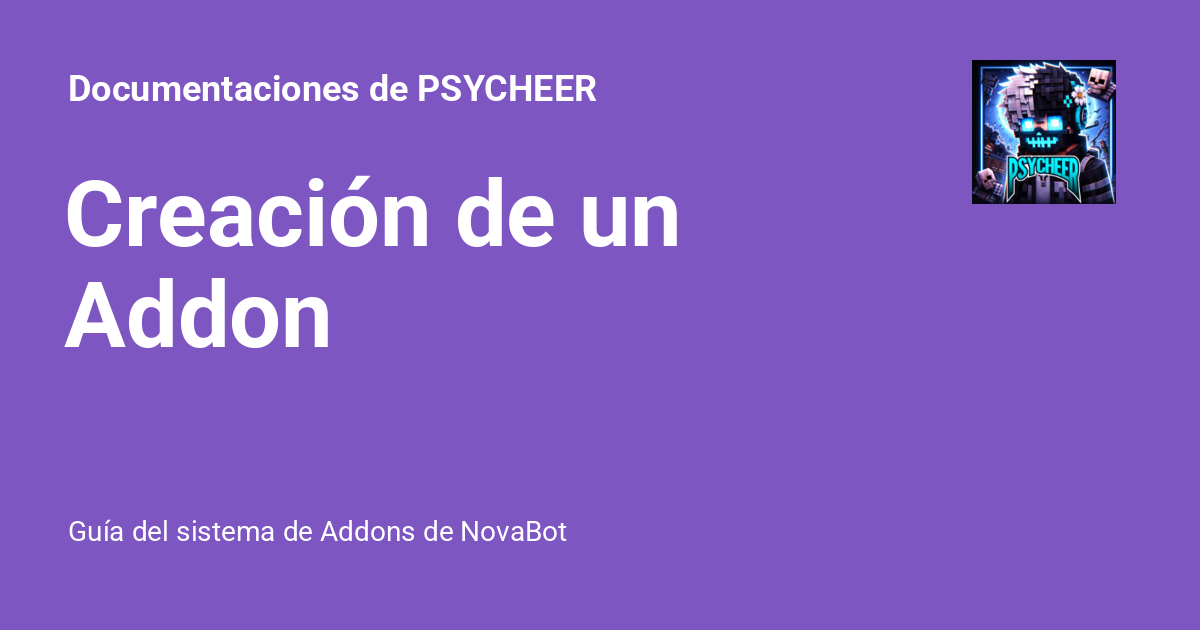 Documentaciones de PSYCHEER
PSYCHEER
Creación de un
Addon
Guía del sistema de Addons de NovaBot